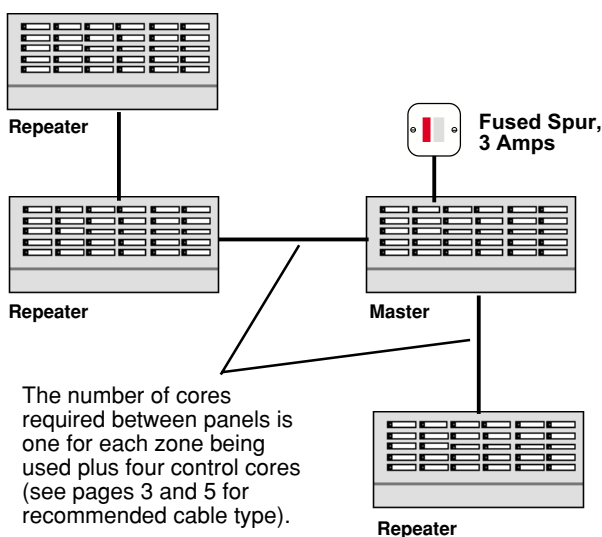 Repeater
Fused Spur,
3 Amps
Repeater
Master
The number of cores
required between panels is
one for each zone being
used plus four control cores
(see pages 3 and 5 for
recommended cable type).
Repeater